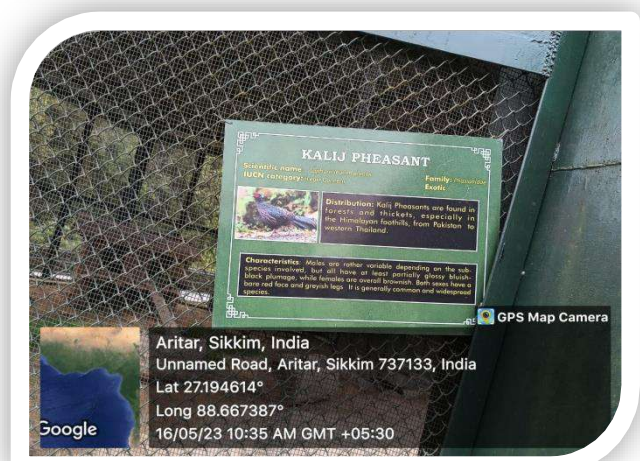 KALIJ PHEASANT
Scientific name
IUCN category:
Family: Phasianidae
Exotic
Distribution: Kalij Pheasants are found in
forests and thickets, especially in
the Himalayan foothills, from Pakistan to
western Thailand.
Characteristics: Males are rather variable depending on the sub-
species involved, but all have at least partially glossy bluish-
black plumage, while females are overall brownish. Both sexes have a
bare red face and greyish legs. It is generally common and widespread
species.
GPS Map Camera
Aritar, Sikkim, India
Unnamed Road, Aritar, Sikkim 737133, India
Lat 27.194614°
Long 88.667387°
16/05/23 10:35 AM GMT +05:30
Google